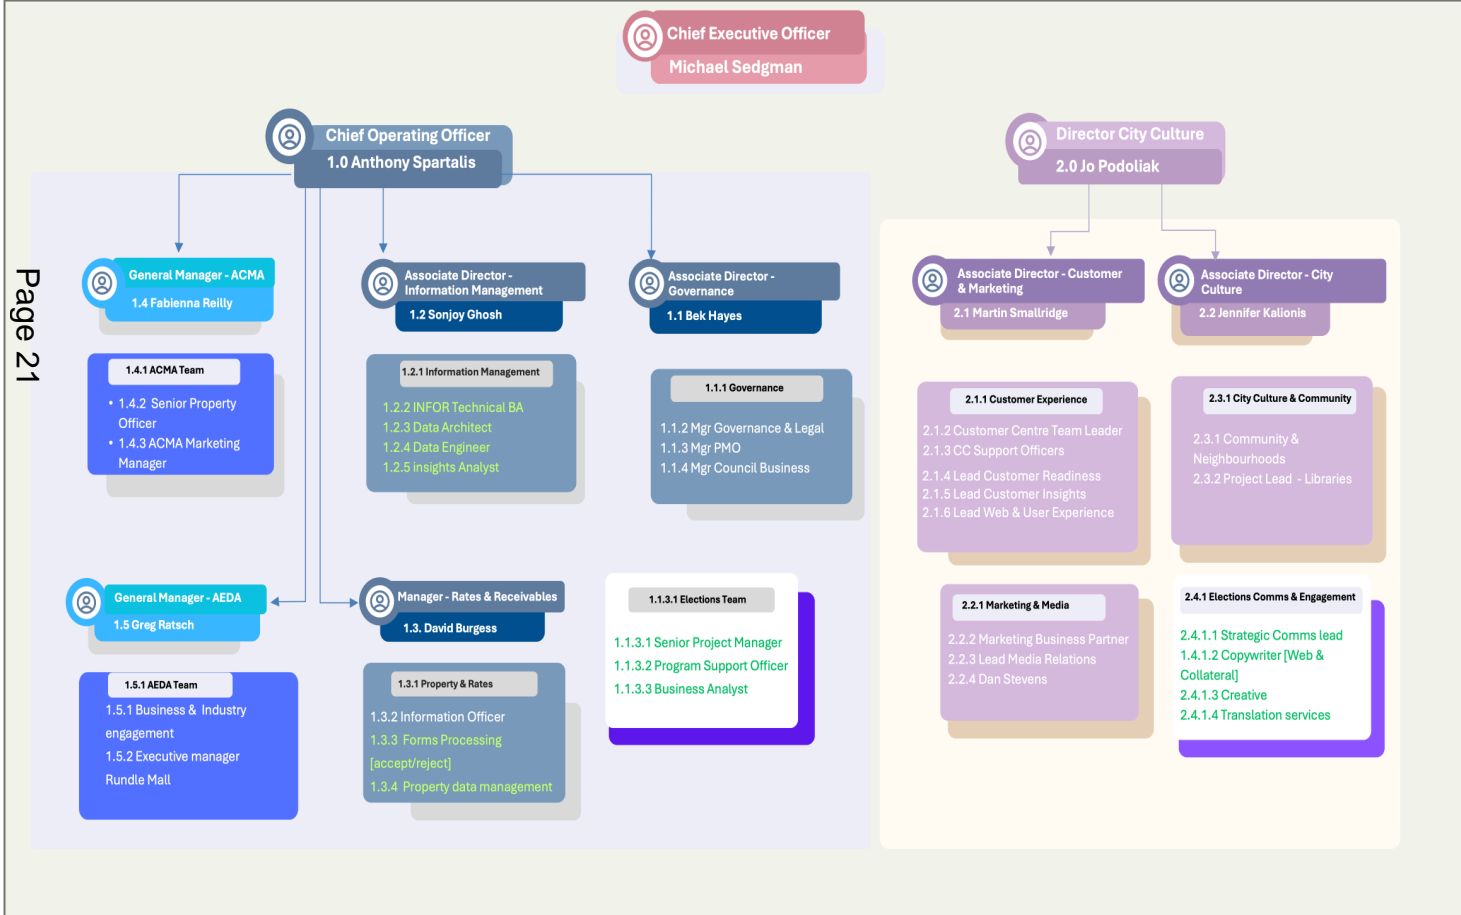 Chief Executive Officer
Michael Sedgman
Chief Operating Officer
1.0 Anthony Spartalis
Director City Culture
2.0 Jo Podoliak
Page 21
General Manager - ACMA
1.4 Fabienna Reilly
Associate Director -
Information Management
1.2 Sonjoy Ghosh
Associate Director -
Governance
1.1 Bek Hayes
Associate Director - Customer
& Marketing
2.1 Martin Smallridge
Associate Director - City
Culture
2.2 Jennifer Kalionis
1.4.1 ACMA Team
• 1.4.2 Senior Property
Officer
• 1.4.3 ACMA Marketing
Manager
1.2.1 Information Management
1.2.2 INFOR Technical BA
1.2.3 Data Architect
1.2.4 Data Engineer
1.2.5 insights Analyst
1.1.1 Governance
1.1.2 Mgr Governance & Legal
1.1.3 Mgr PMO
1.1.4 Mgr Council Business
2.1.1 Customer Experience
2.1.2 Customer Centre Team Leader
2.1.3 CC Support Officers
2.1.4 Lead Customer Readiness
2.1.5 Lead Customer Insights
2.1.6 Lead Web & User Experience
2.3.1 City Culture & Community
2.3.1 Community &
Neighbourhoods
2.3.2 Project Lead - Libraries
General Manager - AEDA
1.5 Greg Ratsch
Manager - Rates & Receivables
1.3. David Burgess
1.5.1 AEDA Team
1.5.1 Business & Industry
engagement
1.5.2 Executive manager
Rundle Mall
1.3.1 Property & Rates
1.3.2 Information Officer
1.3.3 Forms Processing
[accept/reject]
1.3.4 Property data management
1.1.3.1 Elections Team
1.1.3.1 Senior Project Manager
1.1.3.2 Program Support Officer
1.1.3.3 Business Analyst
2.2.1 Marketing & Media
2.2.2 Marketing Business Partner
2.2.3 Lead Media Relations
2.2.4 Dan Stevens
2.4.1 Elections Comms & Engagement
2.4.1.1 Strategic Comms lead
1.4.1.2 Copywriter [Web &
Collateral]
2.4.1.3 Creative
2.4.1.4 Translation services